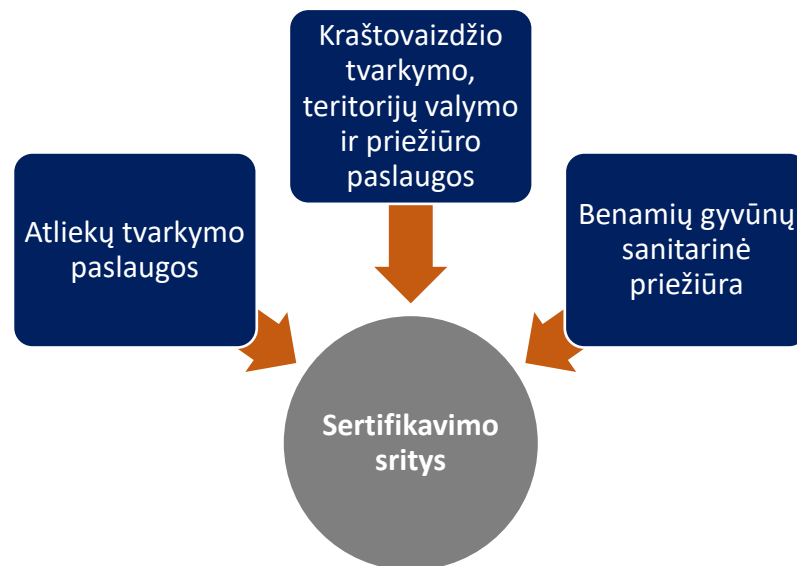 Kraštovaizdžio
tvarkymo,
teritorijų valymo
ir priežiūro
paslaugos
Atliekų tvarkymo
paslaugos
Benamių gyvūnų
sanitarinė
priežiūra
Sertifikavimo
sritys